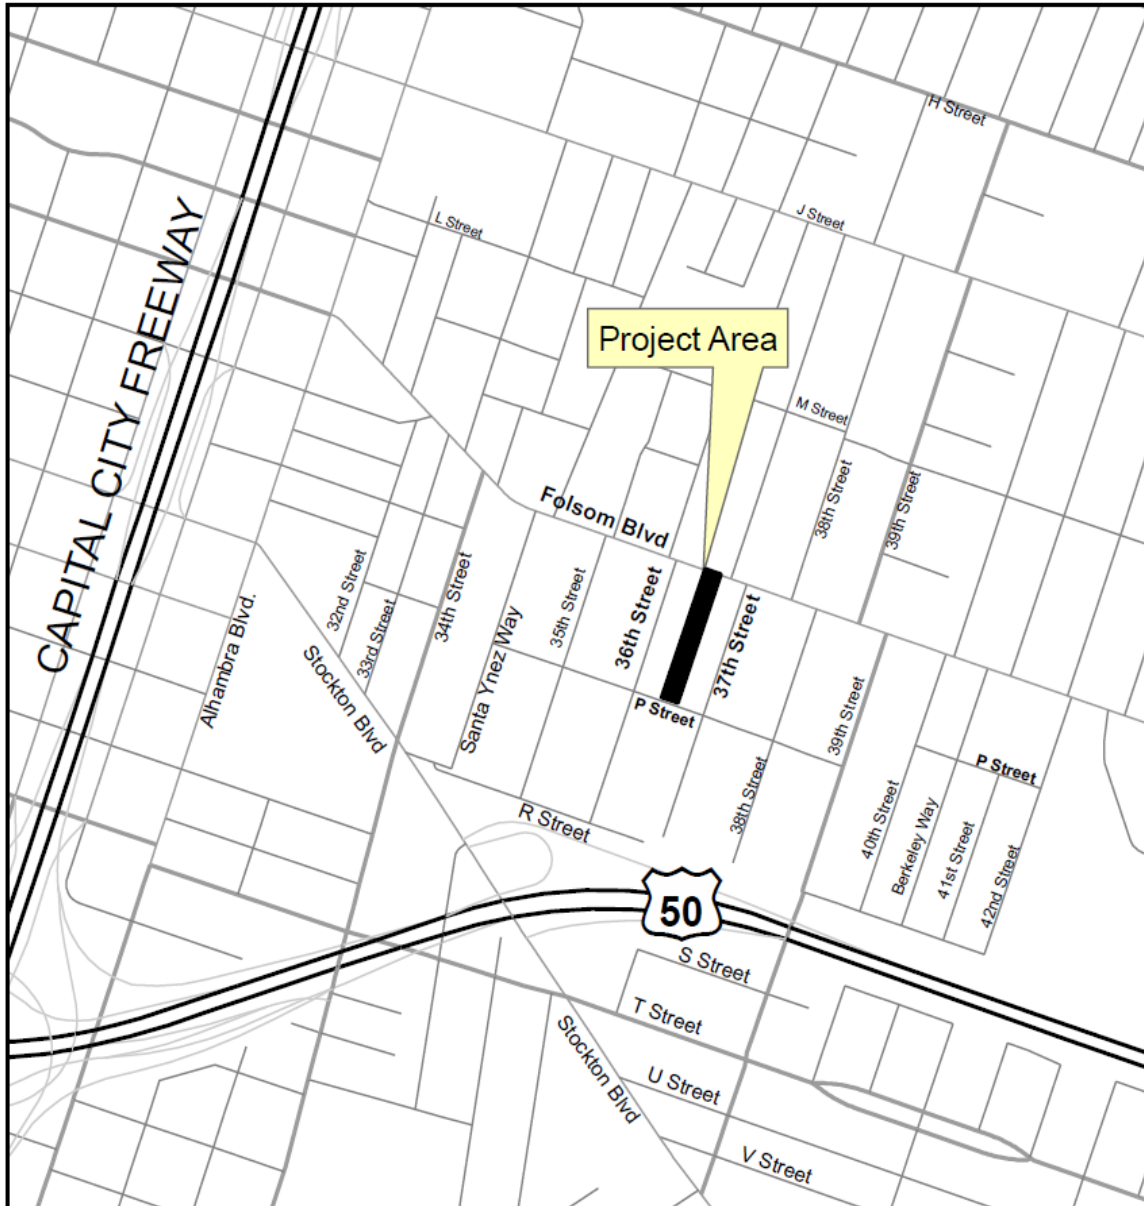 H Street
CAPITAL CITY FREEWAY
L Street
J Street
Project Area
M Street
Folsom Blvd
38th Street
39th Street
32nd Street
33rd Street
34th Street
35th Street
36th Street
37th Street
Alhambra Blvd.
Stockton Blvd
Santa Ynez Way
P Street
39th Street
P Street
R Street
38th Street
40th Street
Berkeley Way
41st Street
42nd Street
50
S Street
T Street
Stockton Blvd
U Street
V Street